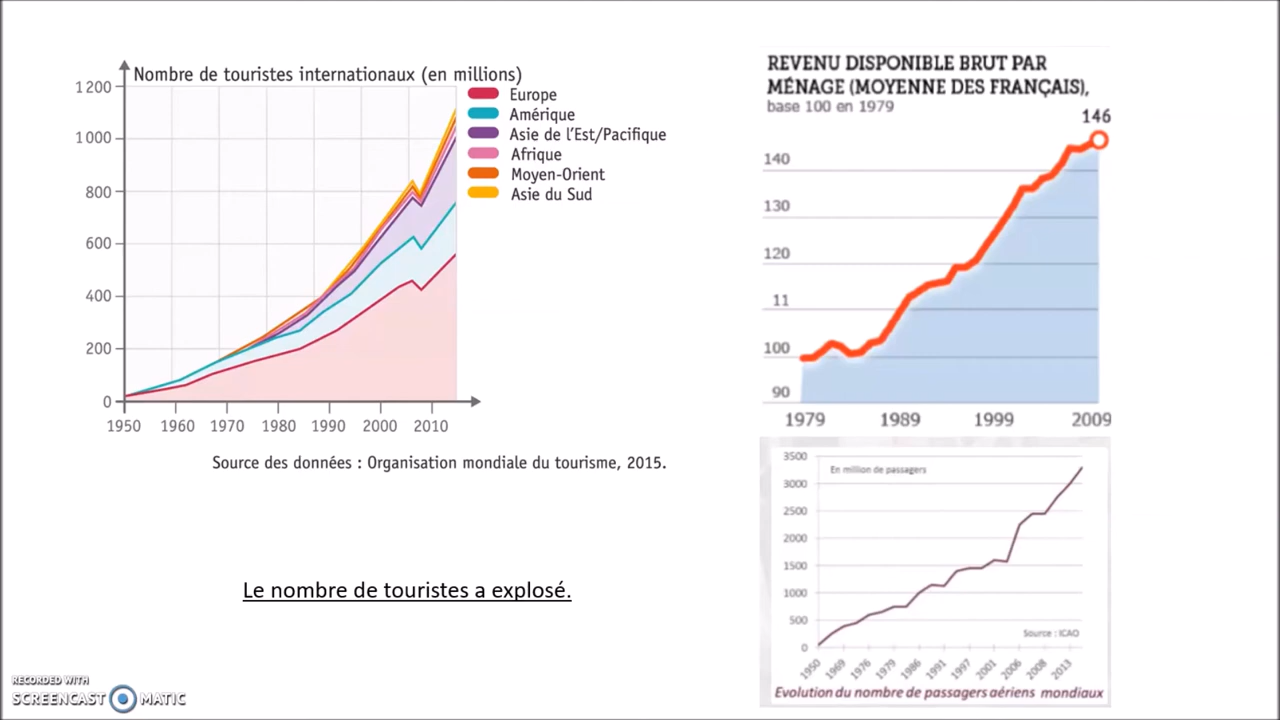 Nombre de touristes internationaux (en millions)
1200
1000
800
600
400
200
0
1950 1960 1970 1980 1990 2000 2010
Europe
Amérique
Asie de l'Est/Pacifique
Afrique
Moyen-Orient
Asie du Sud
Source des données : Organisation mondiale du tourisme, 2015.
Le nombre de touristes a explosé.
REVENU DISPONIBLE BRUT PAR
MÉNAGE (MOYENNE DES FRANÇAIS),
base 100 en 1979
146
140
130
120
11
100
90
1979 1989 1999 2009
En million de passagers
3500
3000
2500
2000
1500
1000
500
0
Source : ICAO
1950 1969 1976 1979 1986 1991 1997 2001 2006 2008 2013
Evolution du nombre de passagers aériens mondiaux
RECORDED WITH
SCREENCAST MATIC